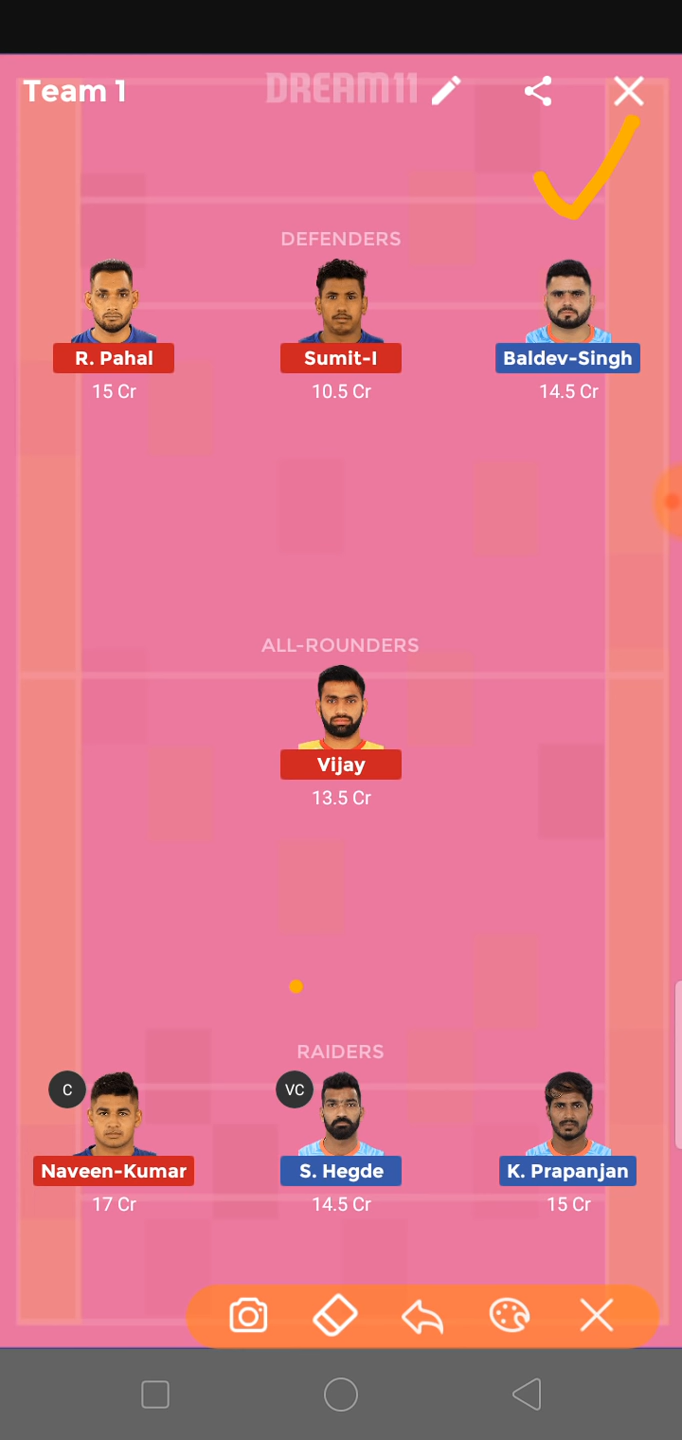 Team 1 DREAM11
DEFENDERS
R. Pahal Sumit-I Baldev-Singh
15 Cr 10.5 Cr 14.5 Cr
ALL-ROUNDERS
Vijay
13.5 Cr
RAIDERS
C VC
Naveen-Kumar S. Hegde K. Prapanjan
17 Cr 14.5 Cr 15 Cr